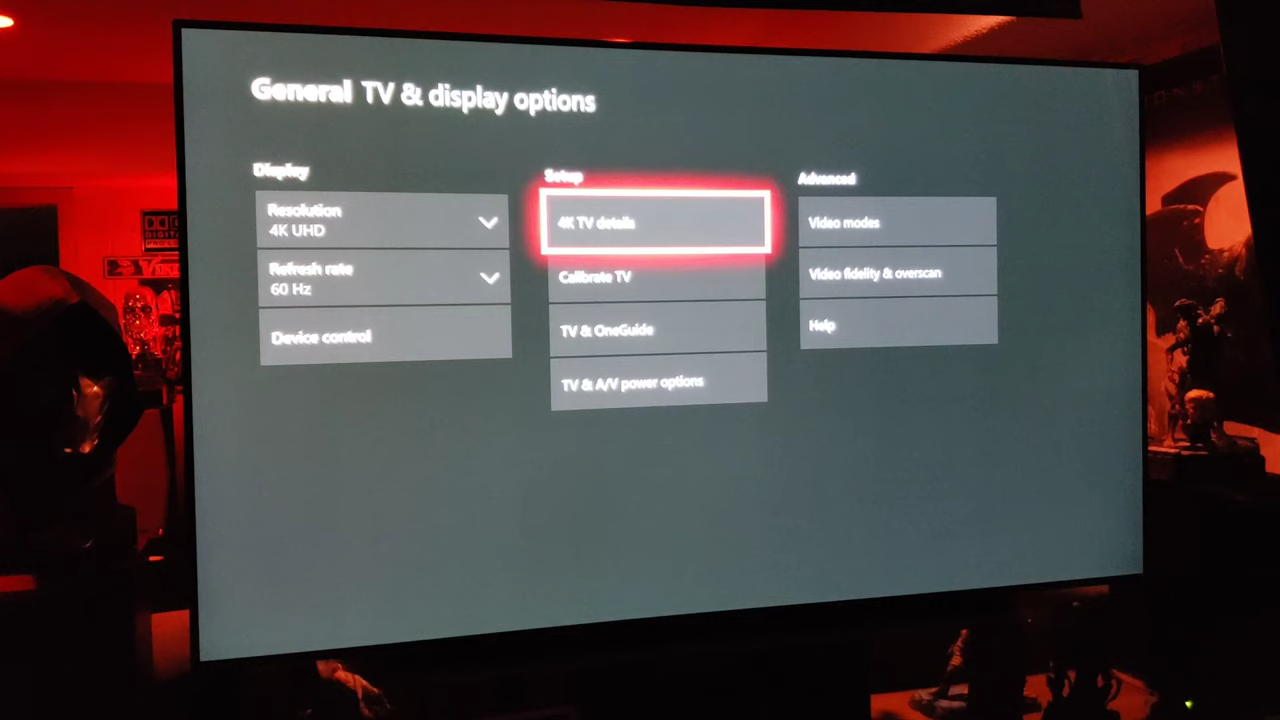 General TV & display options
Display
Resolution
4K UHD
Refresh rate
60 Hz
Device control
Setup
4K TV details
Calibrate TV
TV & OneGuide
TV & A/V power options
Advanced
Video modes
Video fidelity & overscan
Help